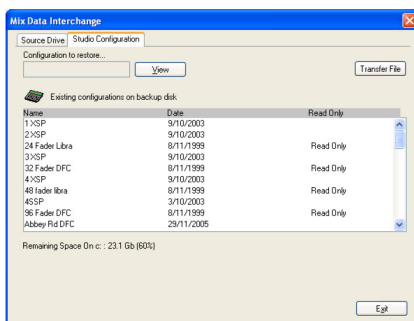 Mix Data Interchange
Source Drive Studio Configuration
Configuration to restore...
View Transfer File
Existing configurations on backup disk
Name Date Read Only
1 XSP 9/10/2003
2 XSP 9/10/2003
24 Fader Libra 8/11/1999 Read Only
3 XSP 9/10/2003
32 Fader DFC 8/11/1999 Read Only
4 XSP 9/10/2003
48 fader libra 8/11/1999 Read Only
4SSP 3/10/2003
96 Fader DFC 8/11/1999 Read Only
Abbey Rd DFC 29/11/2005
Remaining Space On c: : 23.1 Gb (60%)
Exit